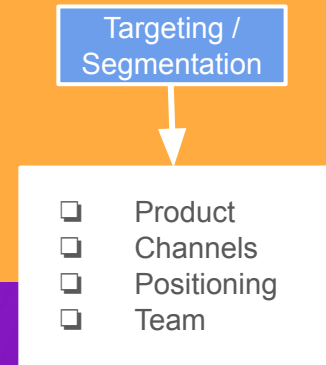 Targeting /
Segmentation
❏ Product
❏ Channels
❏ Positioning
❏ Team